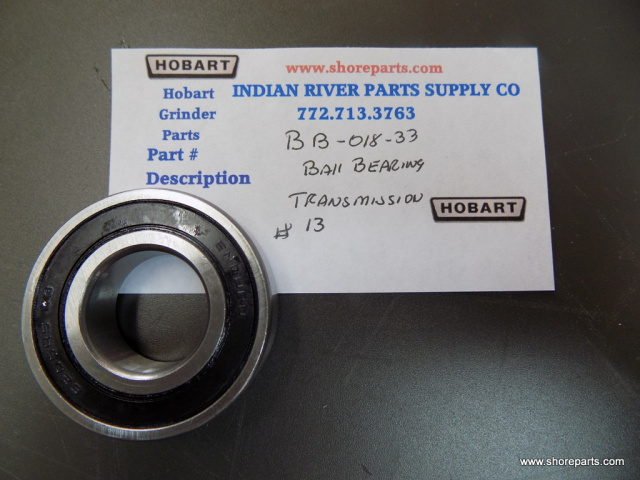 HOBART
www.shoreparts.com
Hobart INDIAN RIVER PARTS SUPPLY CO
Grinder 772.713.3763
Parts BB-018-33
Part # Ball Bearing
Description Transmission
HOBART
# 13
www.shoreparts.com